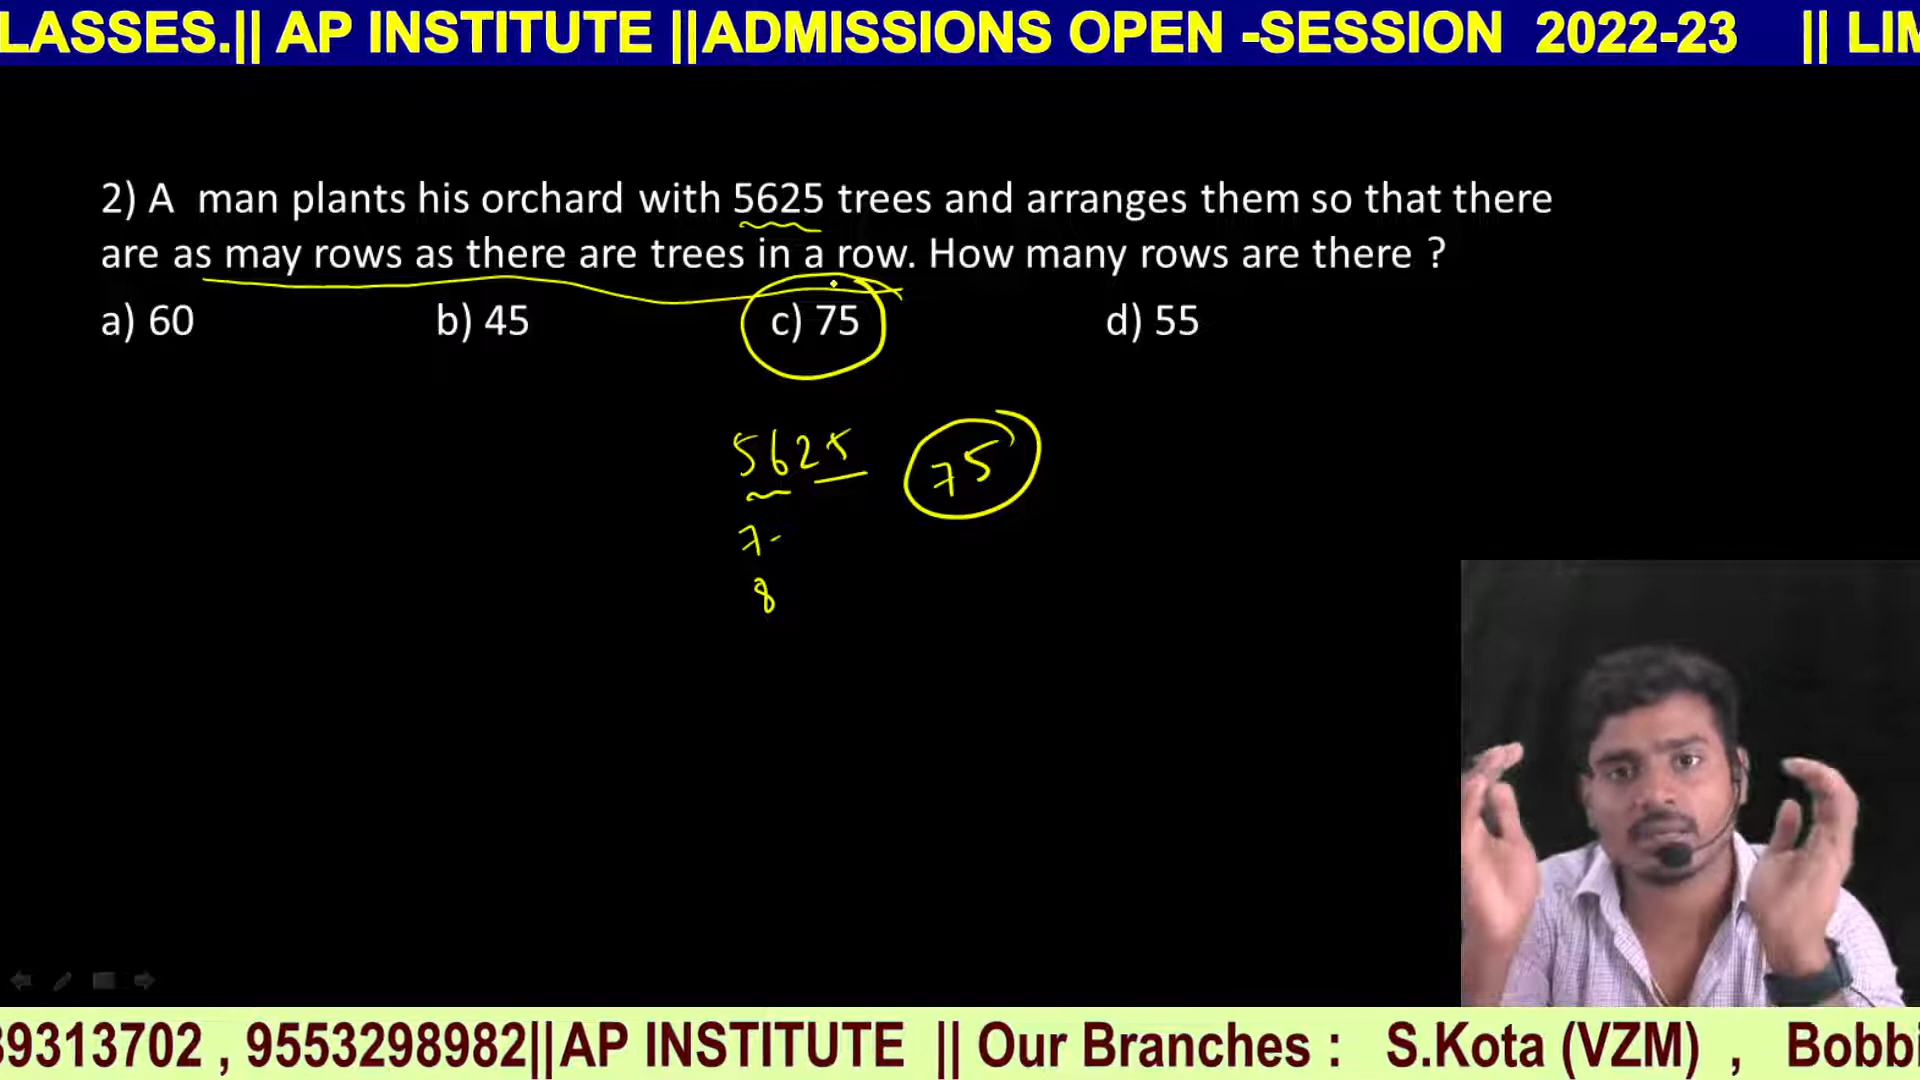 LASSES.|| AP INSTITUTE ||ADMISSIONS OPEN -SESSION 2022-23 || LIM
2) A man plants his orchard with 5625 trees and arranges them so that there
are as may rows as there are trees in a row. How many rows are there ?
a) 60 b) 45 c) 75 d) 55
5625 75
7-
8
39313702 , 9553298982||AP INSTITUTE || Our Branches : S.Kota (VZM) , Bobbi